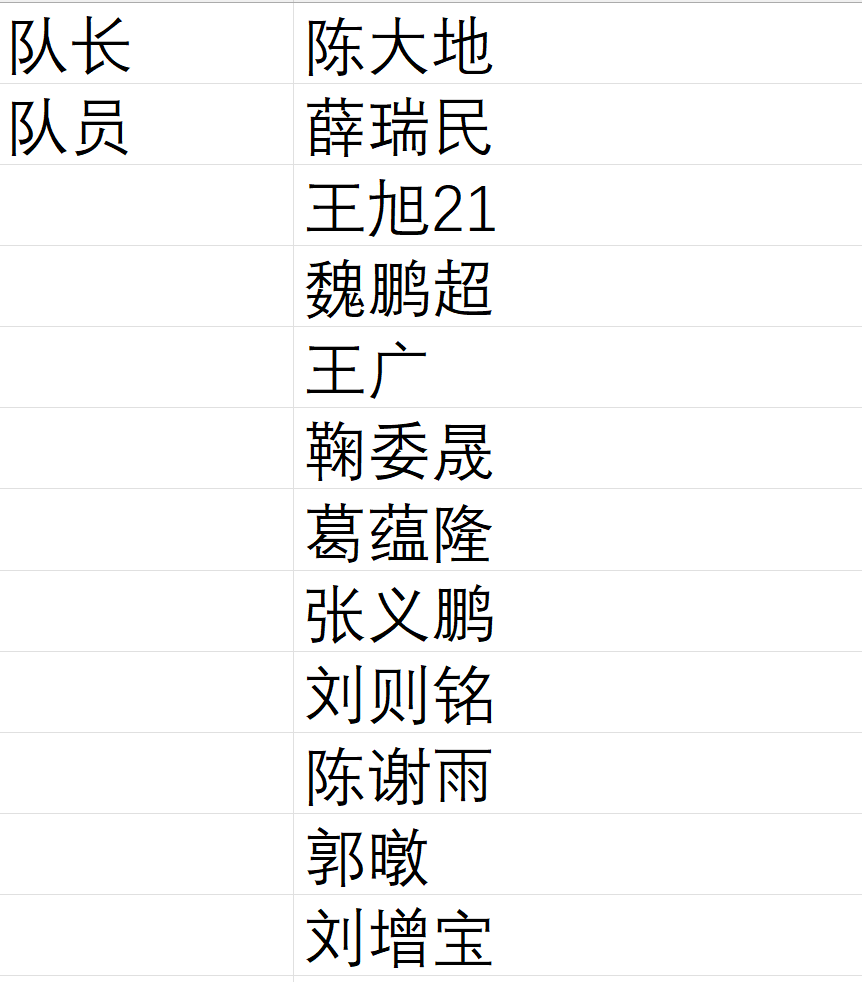 队长 陈大地
队员 薛瑞民
王旭21
魏鹏超
王广
鞠委晟
葛蕴隆
张义鹏
刘则铭
陈谢雨
郭暾
刘增宝